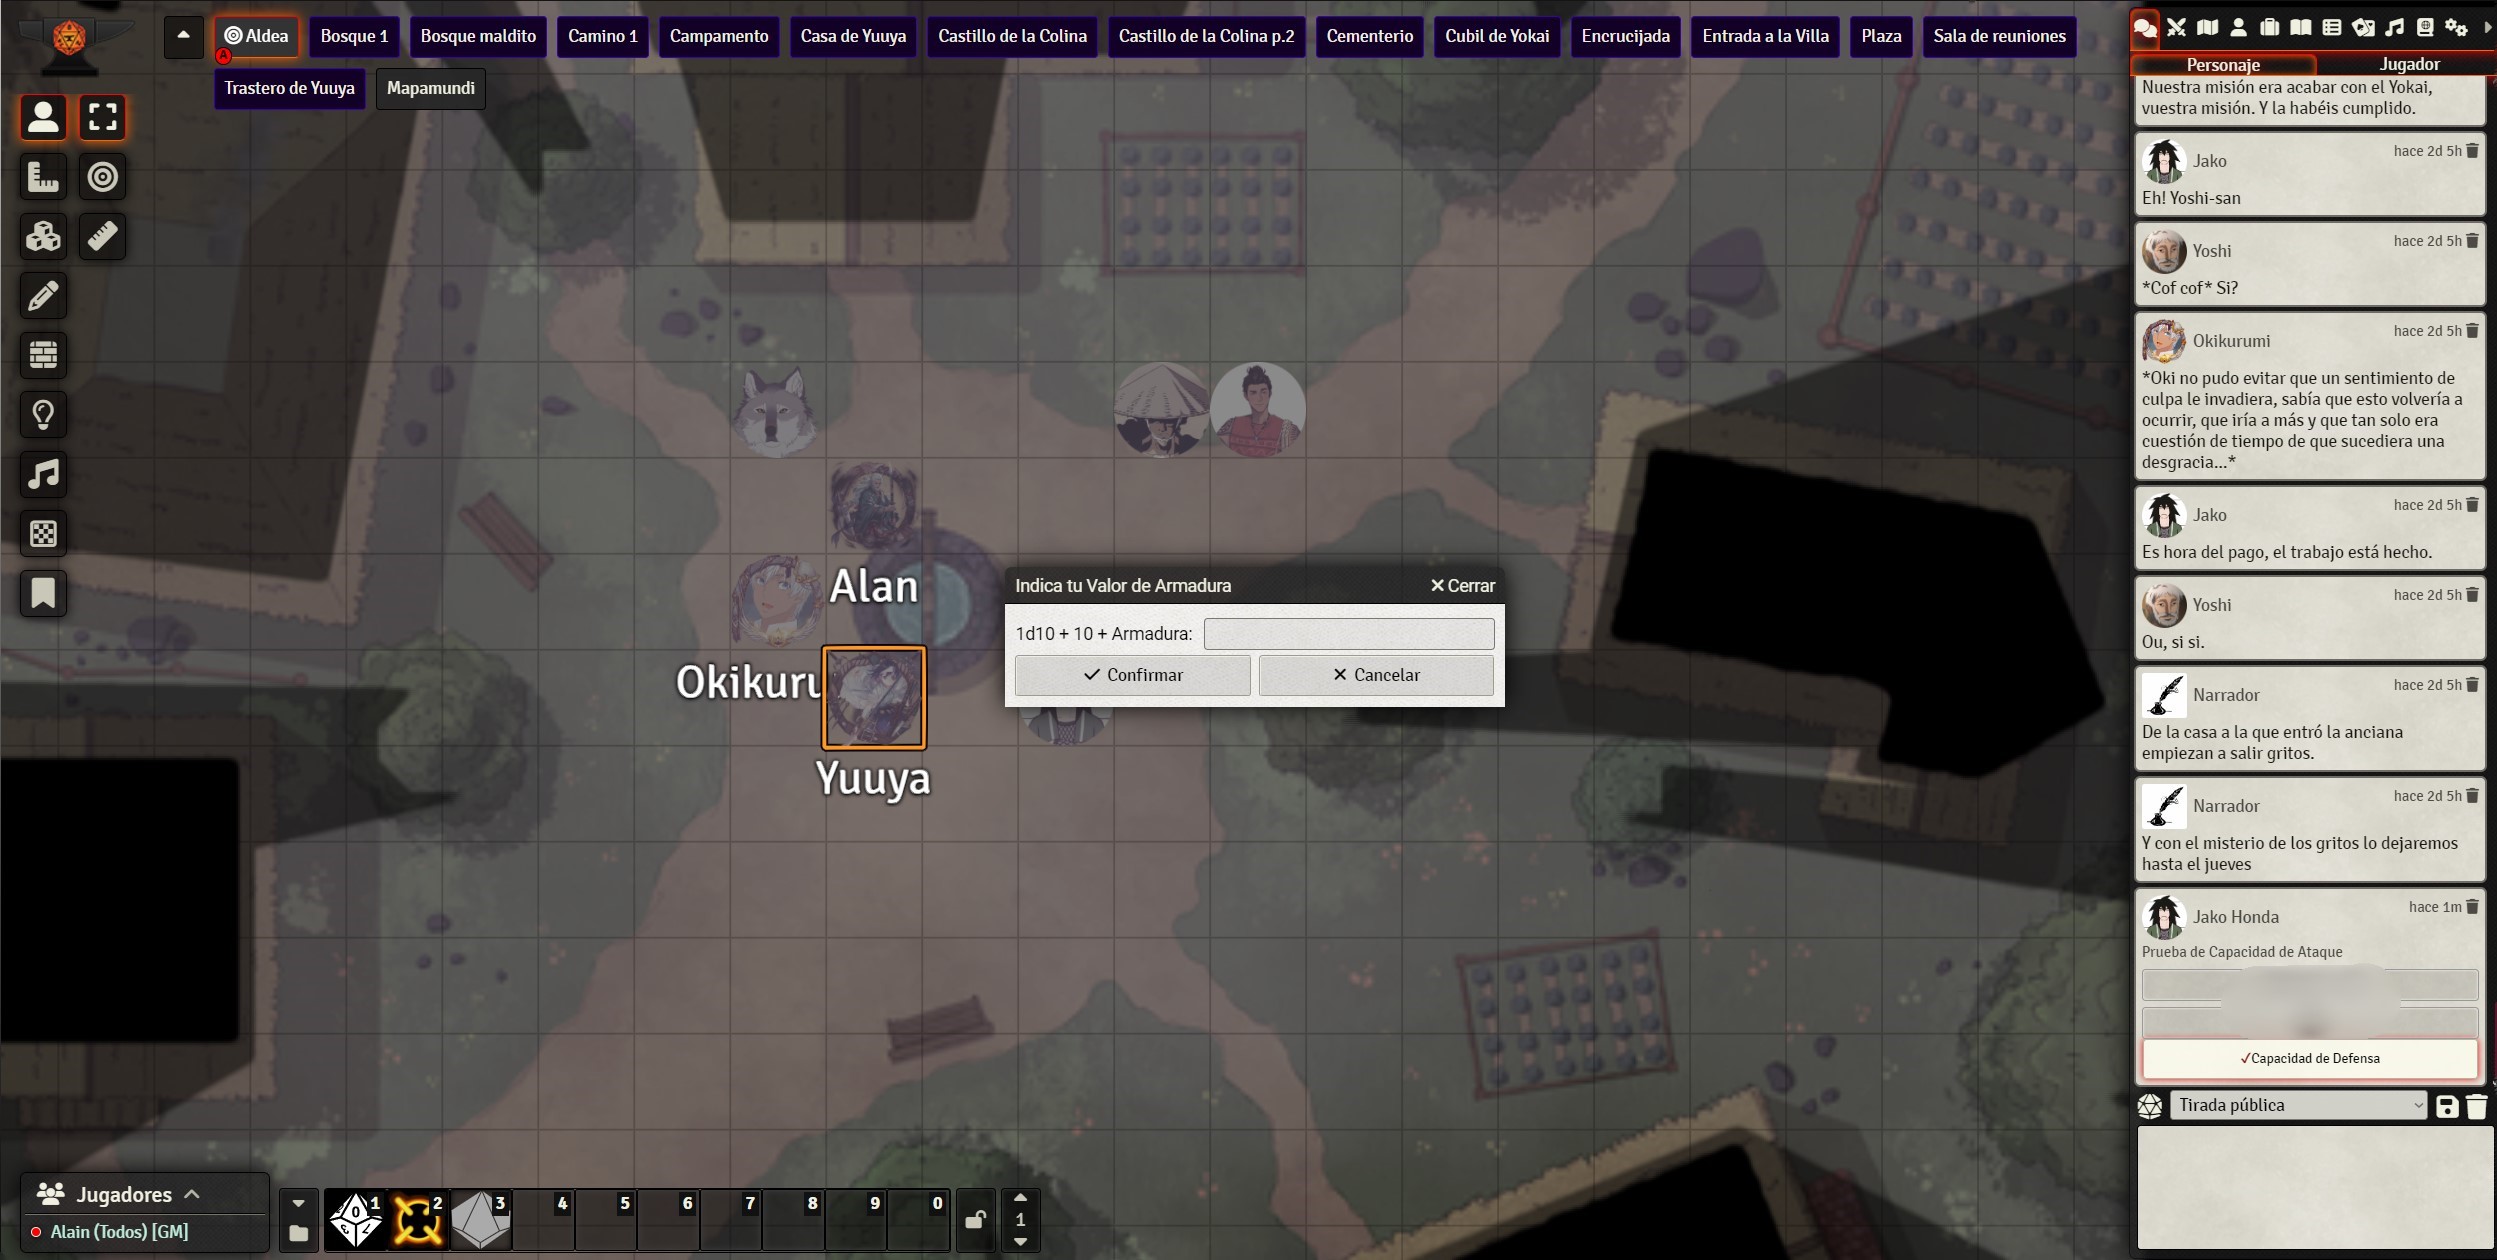 Aldea
Bosque 1
Bosque maldito
Camino 1
Campamento
Casa de Yuuya
Castillo de la Colina
Castillo de la Colina p.2
Cementerio
Cubil de Yokai
Encrucijada
Entrada a la Villa
Plaza
Sala de reuniones
A
Trastero de Yuuya
Mapamundi
Alan
Okikuru
Yuuya
Indica tu Valor de Armadura
Cerrar
1d10 + 10 + Armadura:
Confirmar
Cancelar
Jugadores
Alain (Todos) [GM]
1
2
3
4
5
6
7
8
9
0
1
Personaje
Jugador
Nuestra misión era acabar con el Yokai,
vuestra misión. Y la habéis cumplido.
Jako
hace 2d 5h
Eh! Yoshi-san
Yoshi
hace 2d 5h
*Cof cof* Si?
Okikurumi
hace 2d 5h
*Oki no pudo evitar que un sentimiento de
culpa le invadiera, sabía que esto volvería a
ocurrir, que iría a más y que tan solo era
cuestión de tiempo de que sucediera una
desgracia...*
Jako
hace 2d 5h
Es hora del pago, el trabajo está hecho.
Yoshi
hace 2d 5h
Ou, si si.
Narrador
hace 2d 5h
De la casa a la que entró la anciana
empiezan a salir gritos.
Narrador
hace 2d 5h
Y con el misterio de los gritos lo dejaremos
hasta el jueves
Jako Honda
hace 1m
Prueba de Capacidad de Ataque
✓Capacidad de Defensa
Tirada pública